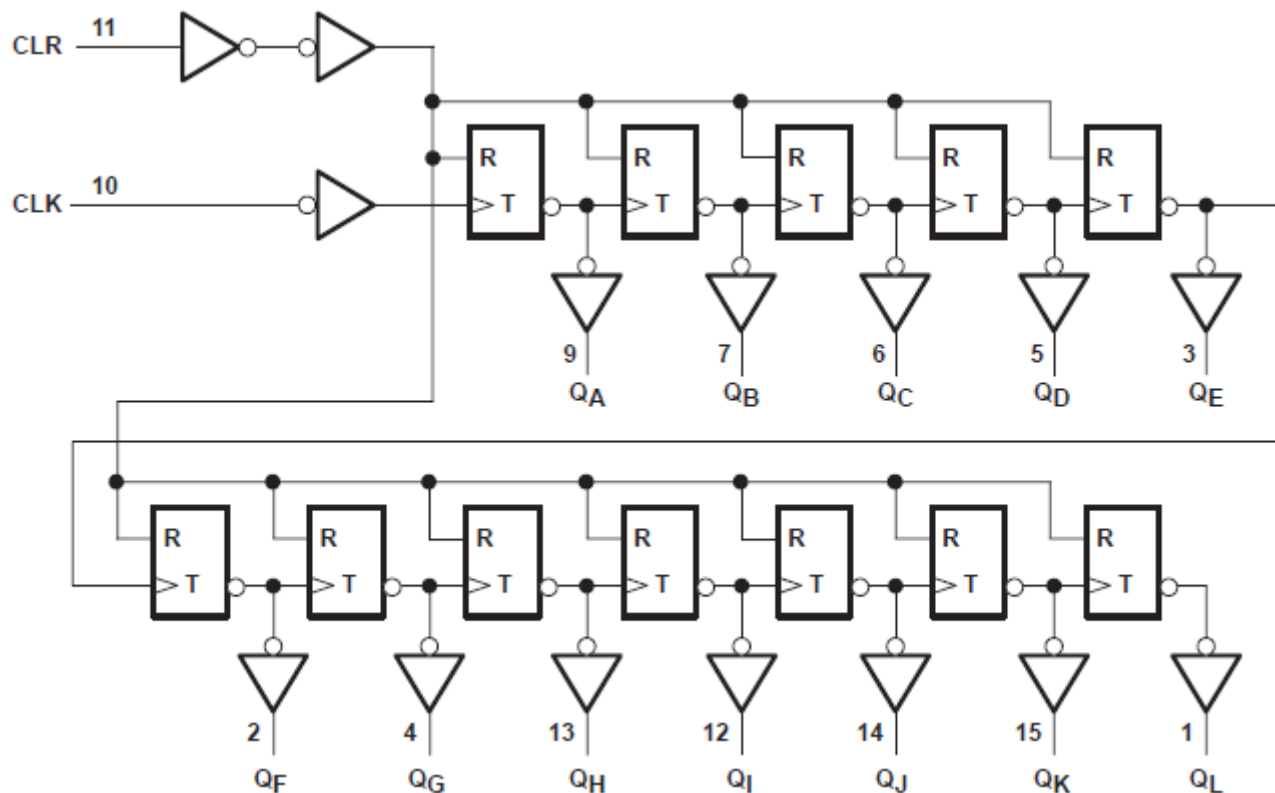 CLR 11
R R R R R
CLK 10 T T T T T
9 7 6 5 3
QA QB QC QD QE
R R R R R R R
T T T T T T T
2 4 13 12 14 15 1
QF QG QH QI QJ QK QL